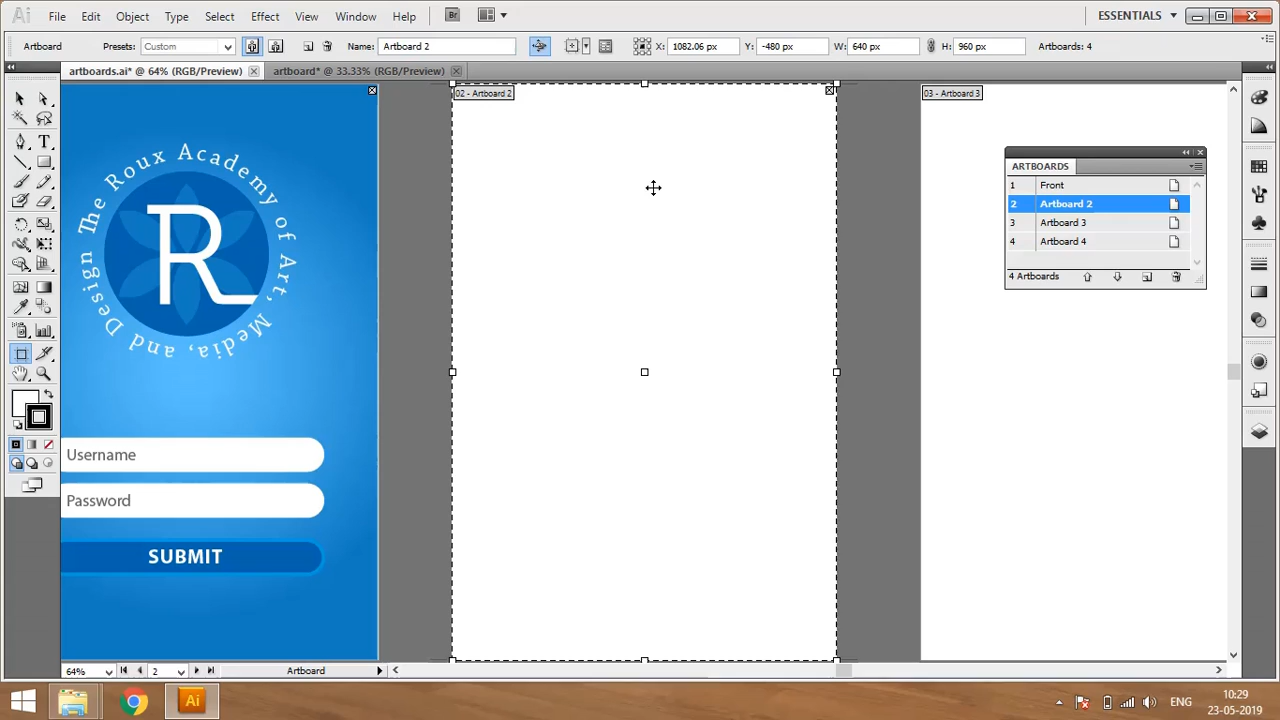 Ai File Edit Object Type Select Effect View Window Help Br ESSENTIALS
Artboard Presets: Custom Name: Artboard 2 X: 1082.06 px Y: -480 px W: 640 px H: 960 px Artboards: 4
artboards.ai* @ 64% (RGB/Preview) artboard* @ 33.33% (RGB/Preview)
02 - Artboard 2
03 - Artboard 3
The Roux Academy of Art, Media, and Design
R
Username
Password
SUBMIT
ARTBOARDS
1 Front
2 Artboard 2
3 Artboard 3
4 Artboard 4
4 Artboards
64% 2 Artboard
Ai ENG 10:29
23-05-2019